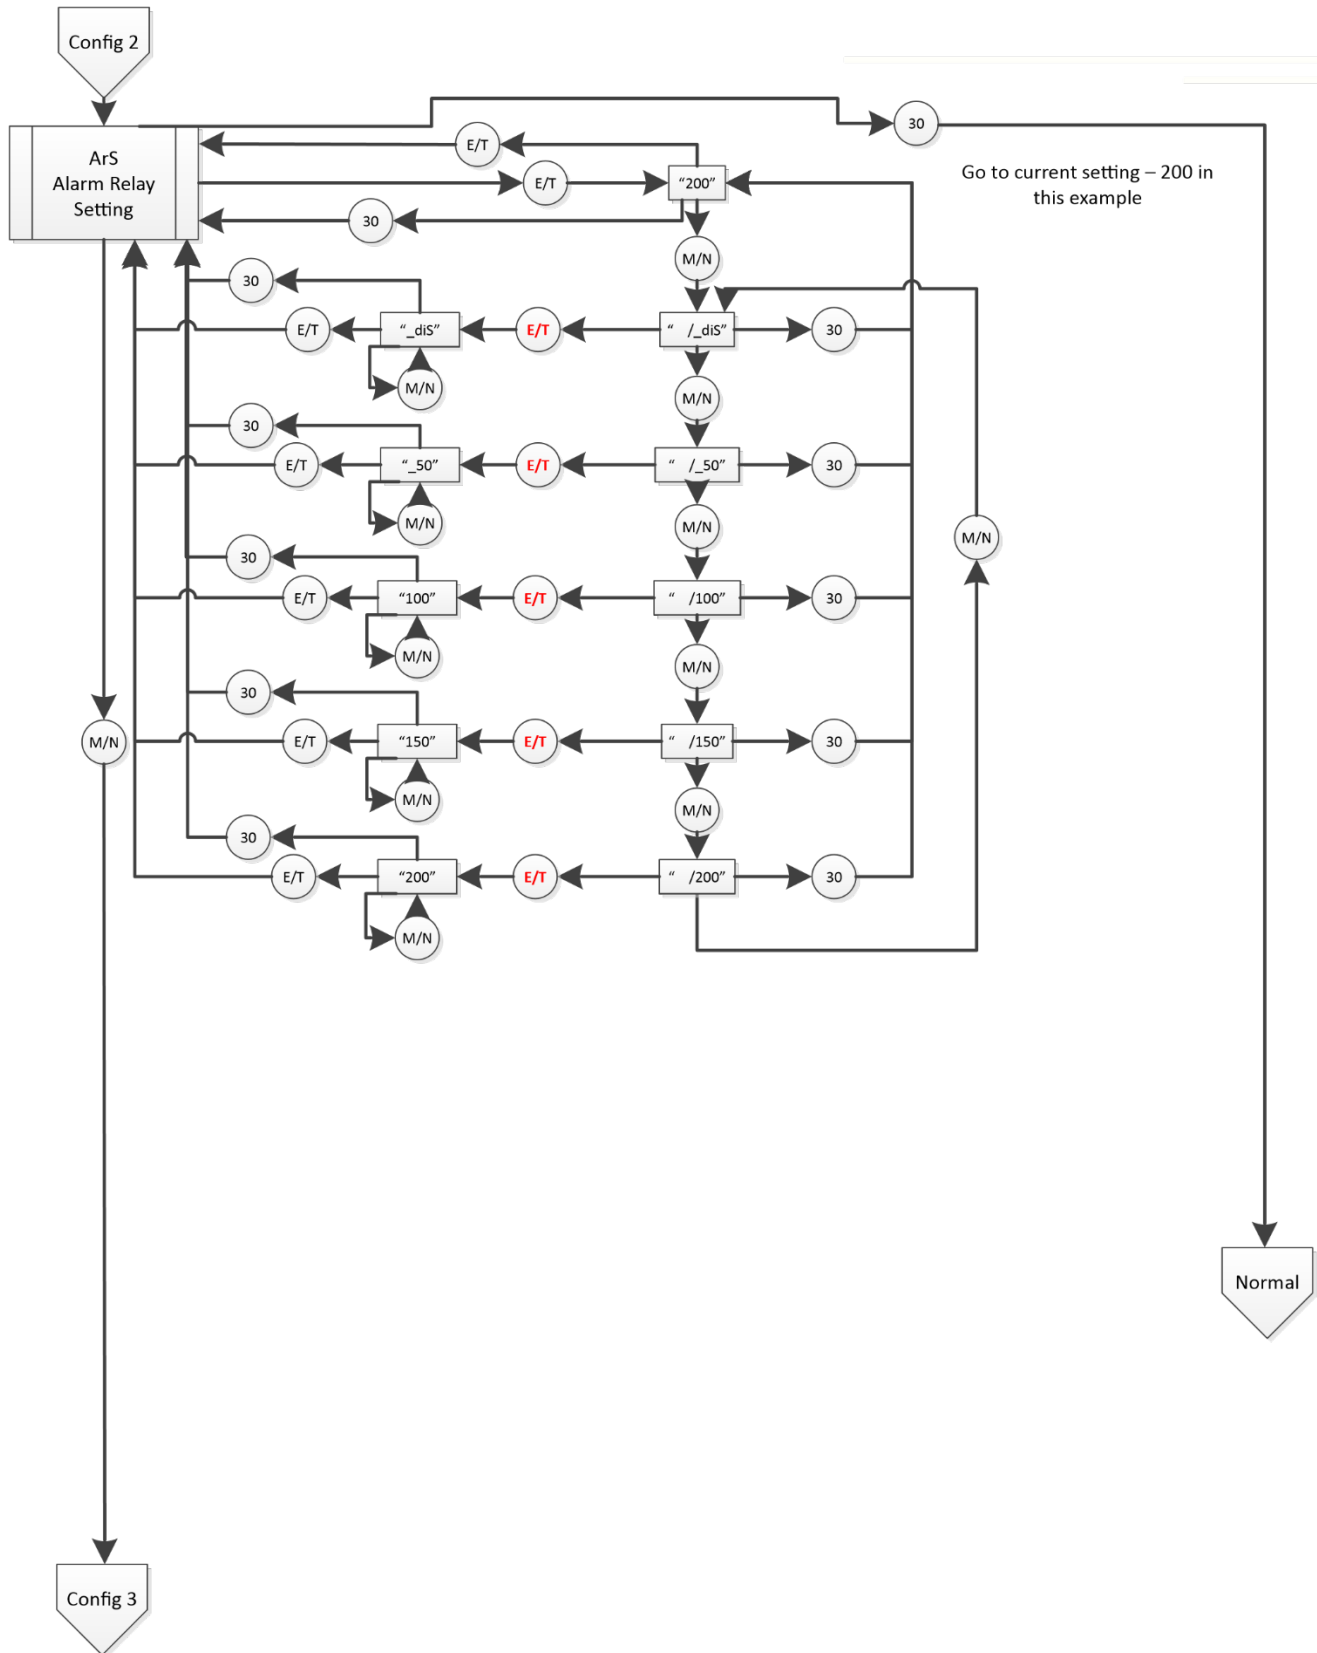 Config 2
30
ArS
Alarm Relay
Setting
E/T
E/T
“200”
Go to current setting – 200 in
this example
30
M/N
30
E/T
“_diS”
E/T
“   /_diS”
30
M/N
M/N
30
E/T
“_50”
E/T
“   /_50”
30
M/N
M/N
M/N
30
E/T
“100”
E/T
“   /100”
30
M/N
M/N
30
M/N
E/T
“150”
E/T
“   /150”
30
M/N
M/N
30
E/T
“200”
E/T
“   /200”
30
M/N
Normal
Config 3